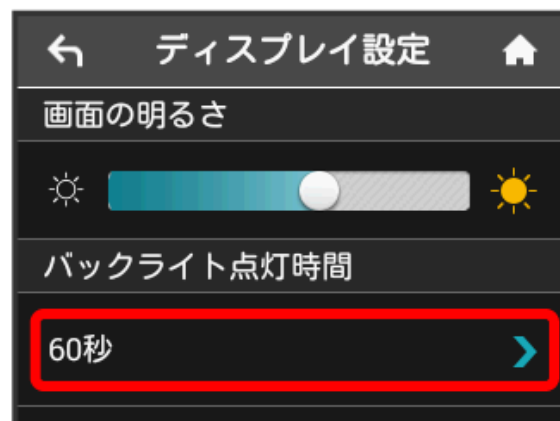 ディスプレイ設定
画面の明るさ
バックライト点灯時間
60秒